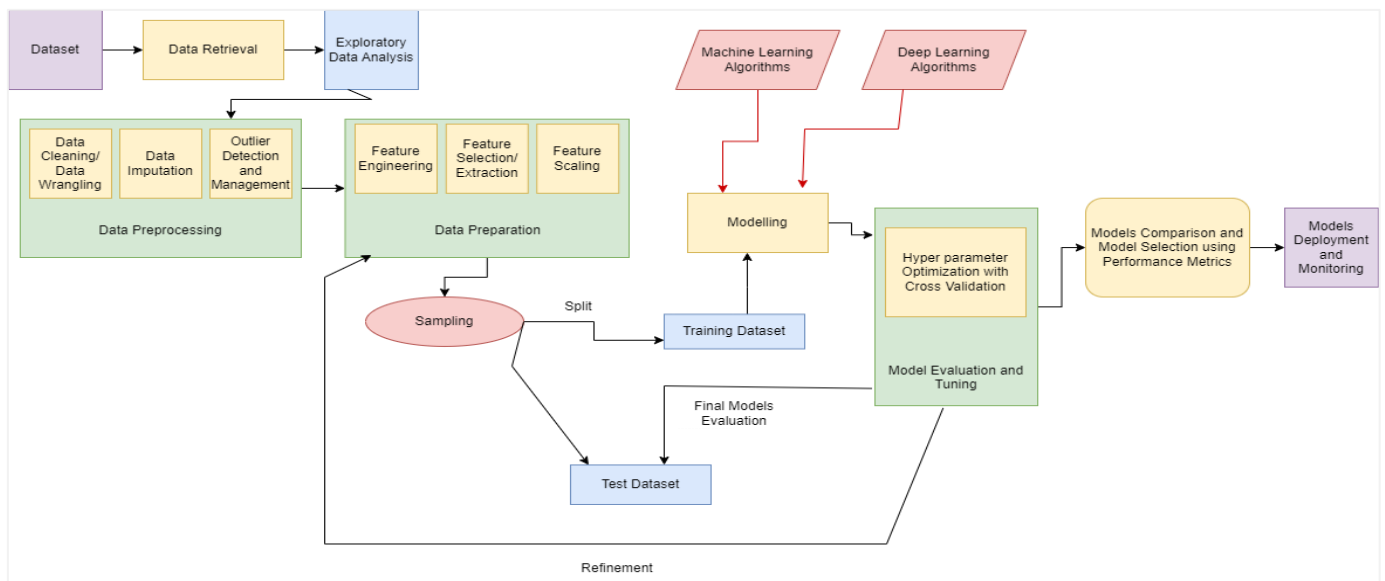 Dataset
Data Retrieval
Exploratory
Data Analysis
Machine Learning
Algorithms
Deep Learning
Algorithms
Data
Cleaning/
Data
Wrangling
Data
Imputation
Outlier
Detection
and
Management
Data Preprocessing
Feature
Engineering
Feature
Selection/
Extraction
Feature
Scaling
Data Preparation
Modelling
Hyper parameter
Optimization with
Cross Validation
Model Evaluation and
Tuning
Models Comparison and
Model Selection using
Performance Metrics
Models
Deployment
and
Monitoring
Sampling
Split
Training Dataset
Final Models
Evaluation
Test Dataset
Refinement